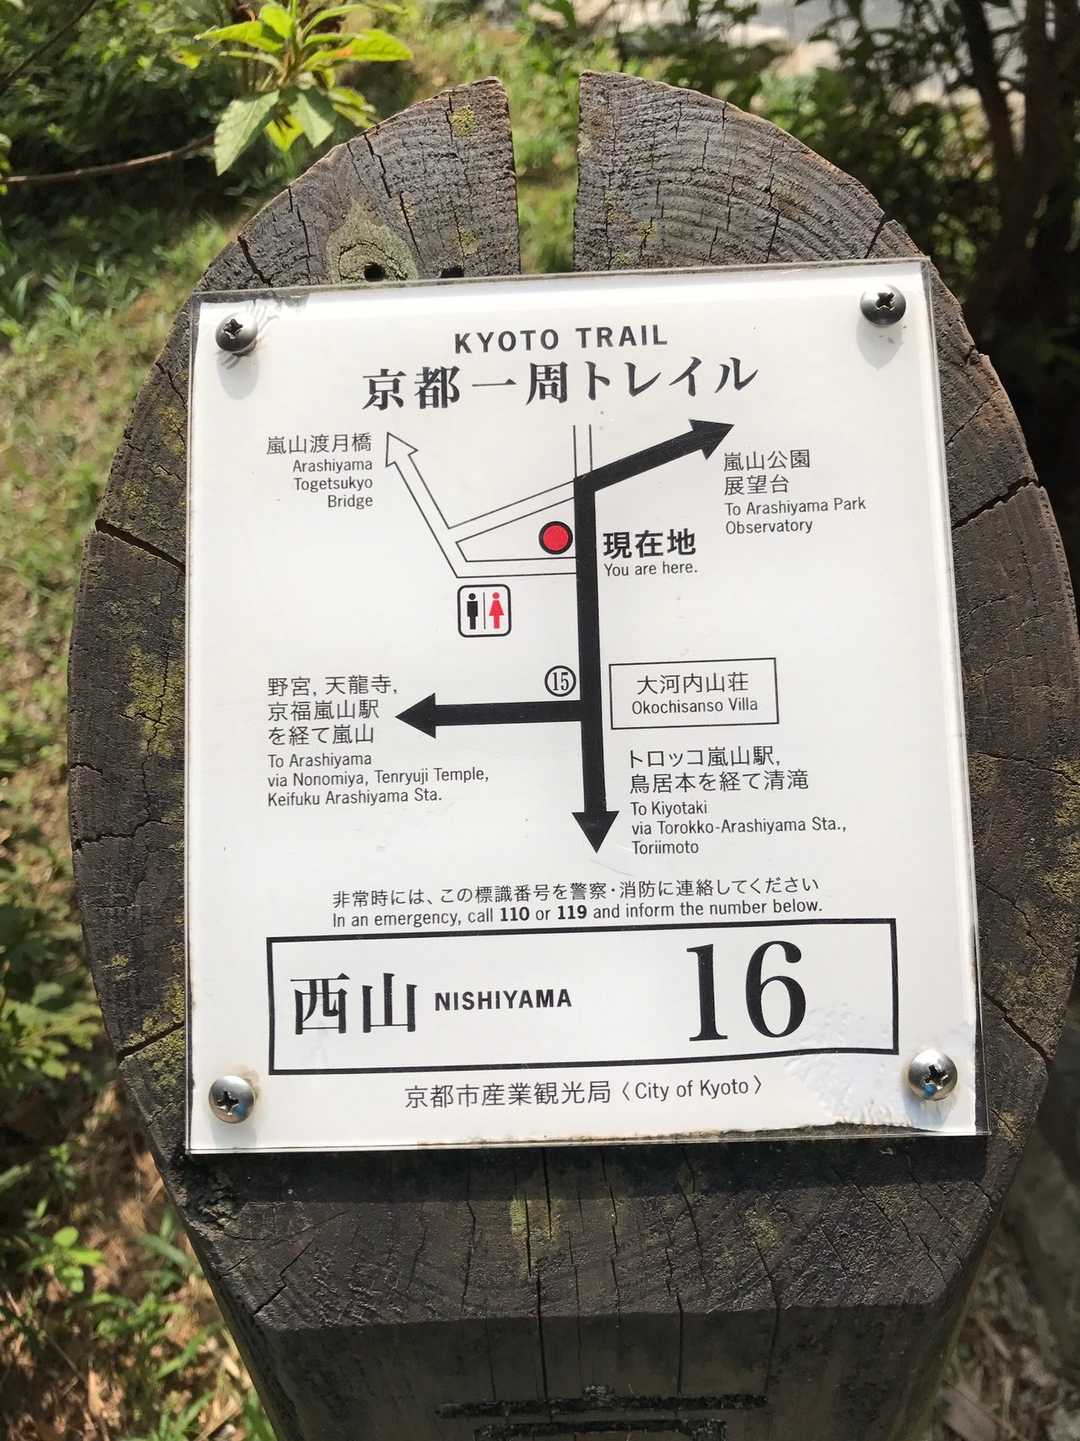 KYOTO TRAIL
京都一周トレイル
嵐山渡月橋
Arashiyama
Togetsukyo
Bridge
嵐山公園
展望台
To Arashiyama Park
Observatory
現在地
You are here.
⑮
野宮, 天龍寺,
京福嵐山駅
を経て嵐山
To Arashiyama
via Nonomiya, Tenryuji Temple,
Keifuku Arashiyama Sta.
大河内山荘
Okochisanso Villa
トロッコ嵐山駅,
鳥居本を経て清滝
To Kiyotaki
via Torokko-Arashiyama Sta.,
Toriimoto
非常時には、この標識番号を警察・消防に連絡してください
In an emergency, call 110 or 119 and inform the number below.
西山 NISHIYAMA 16
京都市産業観光局〈City of Kyoto〉